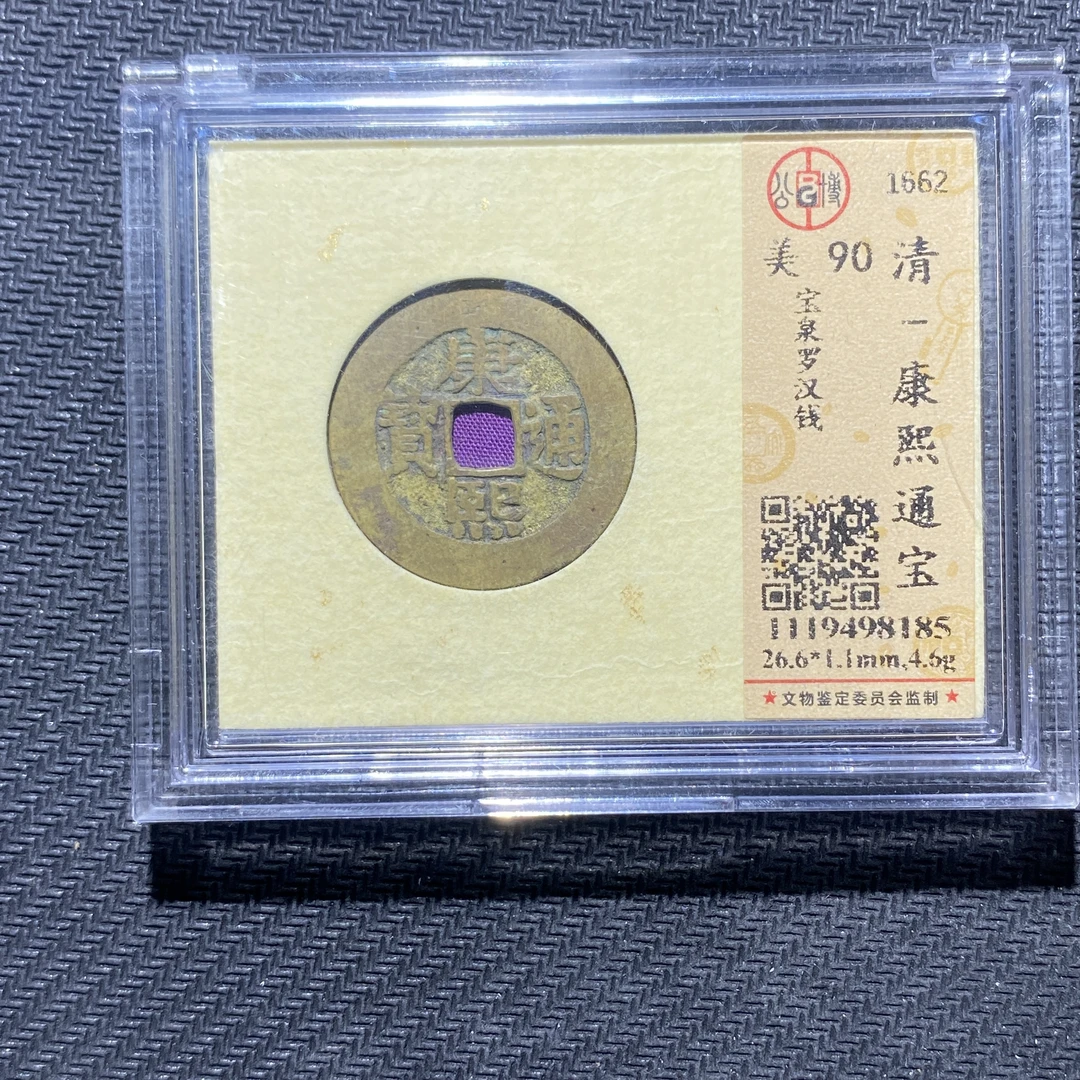 康熙通寶
公博
1662
美 90
清-康熙通宝
宝泉罗汉钱
1119498185
26.6*1.1mm,4.6g
★文物鉴定委员会监制★